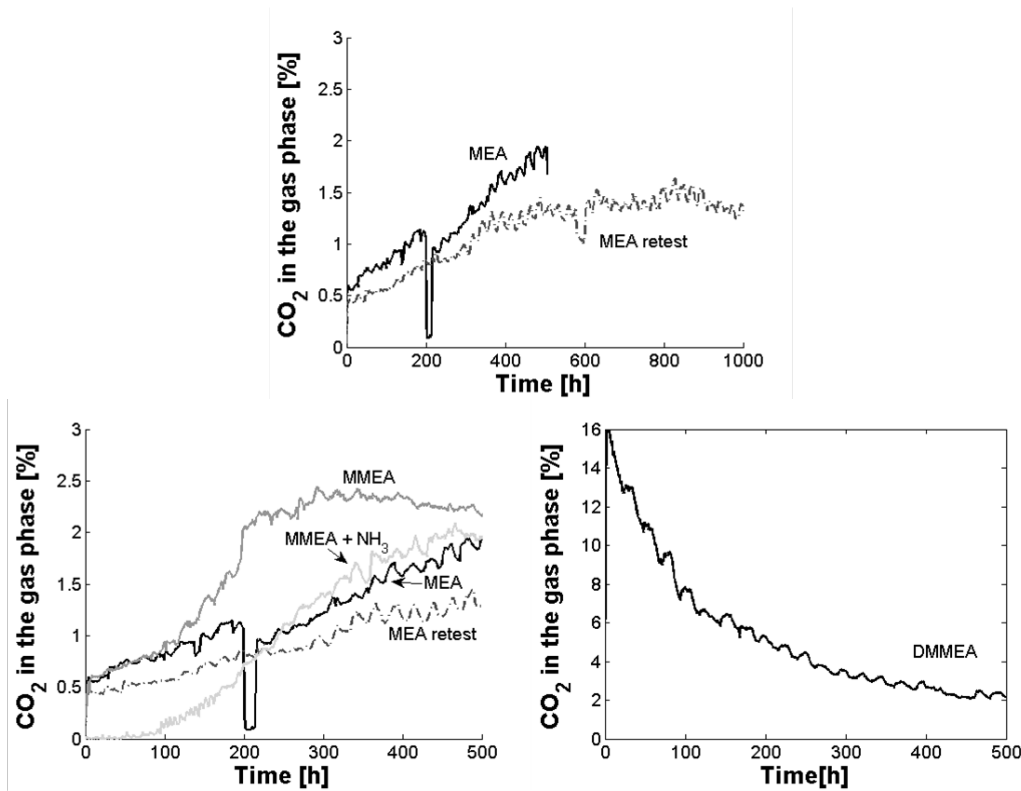 CO2 in the gas phase [%]
3
2.5
2
1.5
1
0.5
0
MEA
MEA retest
0 200 400 600 800 1000
Time [h]
CO2 in the gas phase [%]
3
2.5
2
1.5
1
0.5
0
MMEA
MMEA + NH3
MEA
MEA retest
0 100 200 300 400 500
Time [h]
CO2 in the gas phase [%]
16
14
12
10
8
6
4
2
0
DMMEA
0 100 200 300 400 500
Time[h]